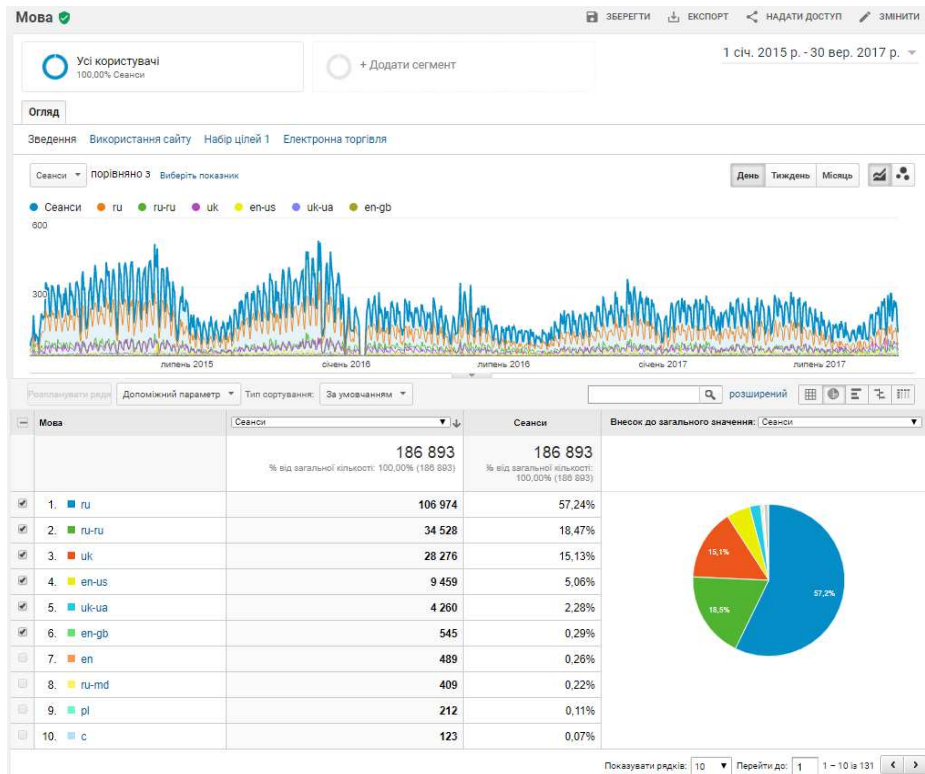 Мова
ЗБЕРЕГТИ ЕКСПОРТ НАДАТИ ДОСТУП ЗМІНИТИ
Усі користувачі
100,00% Сеанси
+ Додати сегмент
1 січ. 2015 р. - 30 вер. 2017 р.
Огляд
Зведення Використання сайту Набір цілей 1 Електронна торгівля
Сеанси порівняно з Виберіть показник
День Тиждень Місяць
Сеанси ru ru-ru uk en-us uk-ua en-gb
600
300
липень 2015 січень 2016 липень 2016 січень 2017 липень 2017
Розпланувати ряди Допоміжний параметр Тип сортування: За умовчанням розширений
Мова Сеанси Сеанси Внесок до загального значення: Сеанси
186 893 186 893
% від загальної кількості: 100,00% (186 893) % від загальної кількості:
100,00% (186 893)
1. ru 106 974 57,24%
2. ru-ru 34 528 18,47%
3. uk 28 276 15,13%
4. en-us 9 459 5,06%
5. uk-ua 4 260 2,28%
6. en-gb 545 0,29%
7. en 489 0,26%
8. ru-md 409 0,22%
9. pl 212 0,11%
10. c 123 0,07%
15,1%
57,2%
18,5%
Показувати рядків: 10 Перейти до: 1 1 – 10 із 131